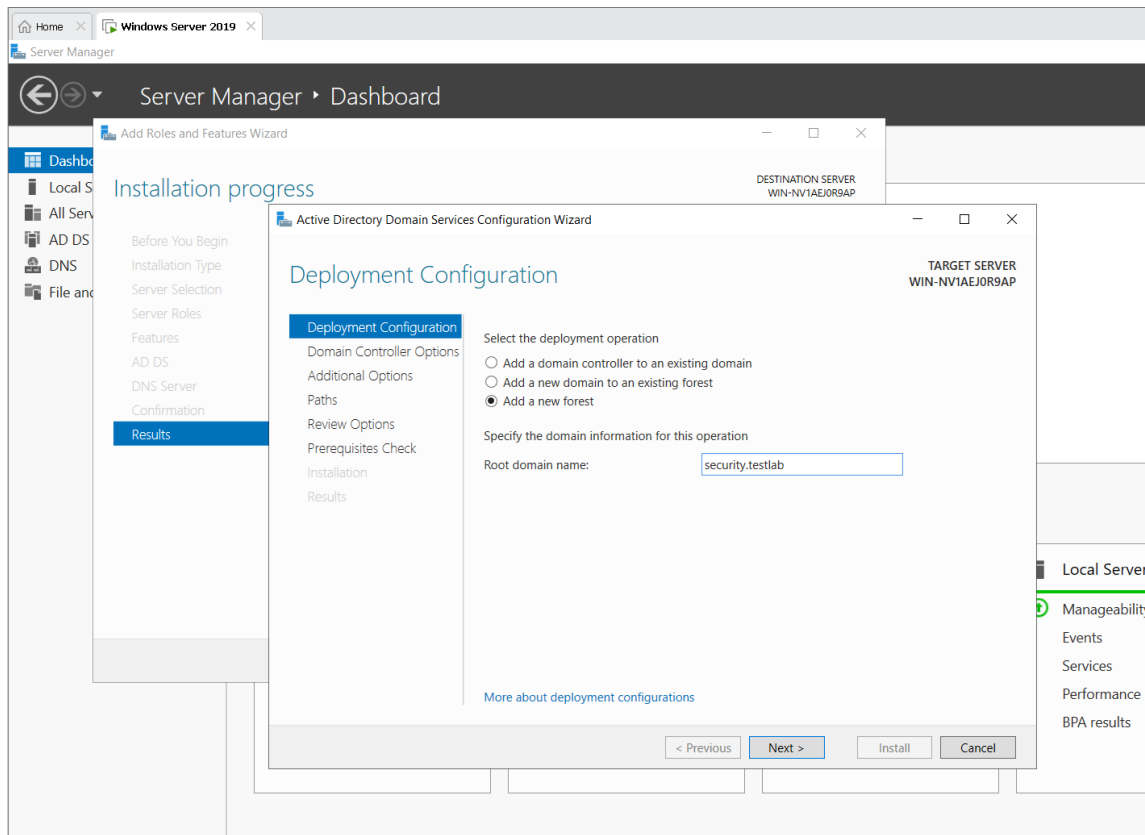 Home
Windows Server 2019
Server Manager
Server Manager ‣ Dashboard
Add Roles and Features Wizard
Dashbo
Local S
All Serv
AD DS
DNS
File and
Installation progress
DESTINATION SERVER
WIN-NV1AEJ0R9AP
Before You Begin
Installation Type
Server Selection
Server Roles
Features
AD DS
DNS Server
Confirmation
Results
Active Directory Domain Services Configuration Wizard
Deployment Configuration
TARGET SERVER
WIN-NV1AEJ0R9AP
Deployment Configuration
Domain Controller Options
Additional Options
Paths
Review Options
Prerequisites Check
Installation
Results
Select the deployment operation
Add a domain controller to an existing domain
Add a new domain to an existing forest
Add a new forest
Specify the domain information for this operation
Root domain name: security.testlab
More about deployment configurations
< Previous
Next >
Install
Cancel
Local Server
Manageability
Events
Services
Performance
BPA results